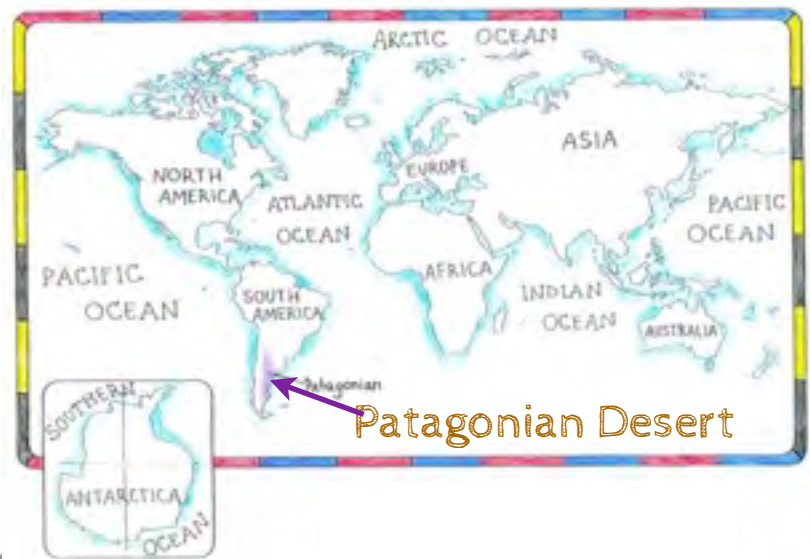 ARCTIC OCEAN
NORTH
AMERICA
ATLANTIC
OCEAN
EUROPE
ASIA
PACIFIC
OCEAN
PACIFIC
OCEAN
SOUTH
AMERICA
AFRICA
INDIAN
OCEAN
AUSTRALIA
Patagonian
Patagonian Desert
SOUTHERN
ANTARCTICA
OCEAN